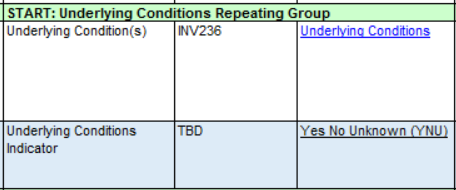 START: Underlying Conditions Repeating Group
Underlying Condition(s) INV236 Underlying Conditions
Underlying Conditions TBD Yes No Unknown (YNU)
Indicator